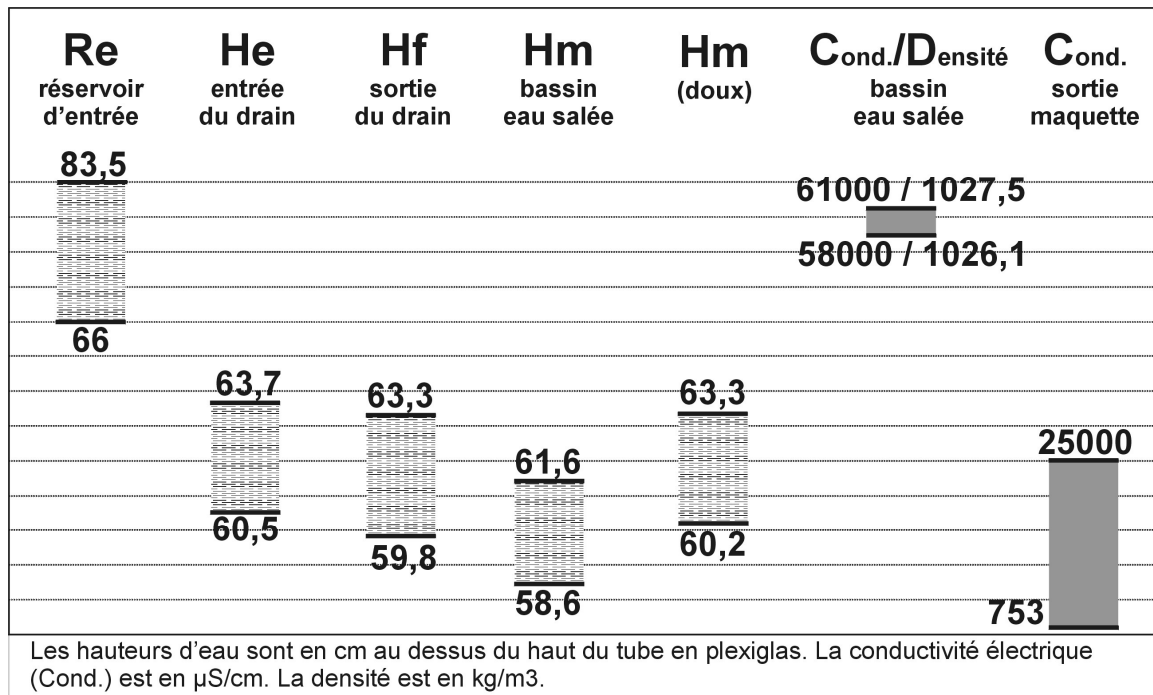 Re
réservoir
d'entrée
He
entrée
du drain
Hf
sortie
du drain
Hm
bassin
eau salée
Hm
(doux)
Cond./Densité
bassin
eau salée
Cond.
sortie
maquette
83,5
66
63,7
60,5
63,3
59,8
61,6
58,6
63,3
60,2
61000 / 1027,5
58000 / 1026,1
25000
753
Les hauteurs d'eau sont en cm au dessus du haut du tube en plexiglas. La conductivité électrique
(Cond.) est en µS/cm. La densité est en kg/m3.